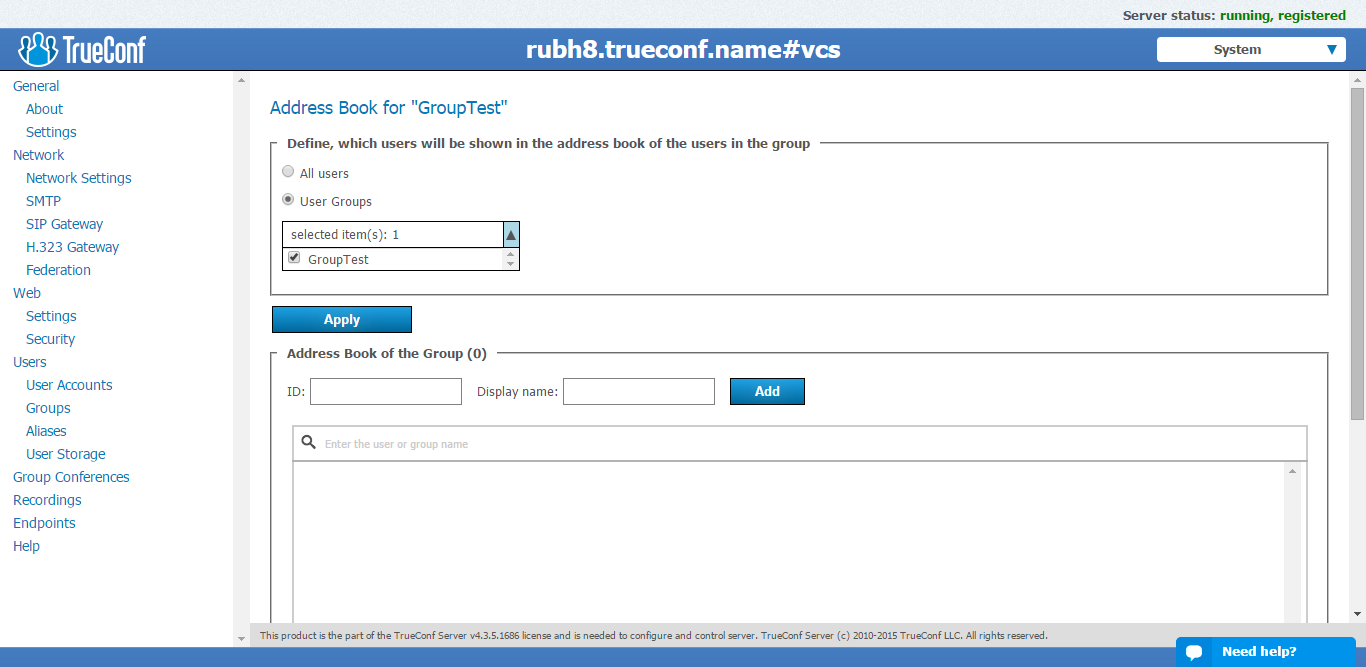 Server status: running, registered
TrueConf
rubh8.trueconf.name#vcs
System
General
About
Settings
Network
Network Settings
SMTP
SIP Gateway
H.323 Gateway
Federation
Web
Settings
Security
Users
User Accounts
Groups
Aliases
User Storage
Group Conferences
Recordings
Endpoints
Help
Address Book for "GroupTest"
Define, which users will be shown in the address book of the users in the group
All users
User Groups
selected item(s): 1
GroupTest
Apply
Address Book of the Group (0)
ID: Display name: Add
Enter the user or group name
This product is the part of the TrueConf Server v4.3.5.1686 license and is needed to configure and control server. TrueConf Server (c) 2010-2015 TrueConf LLC. All rights reserved.
Need help?